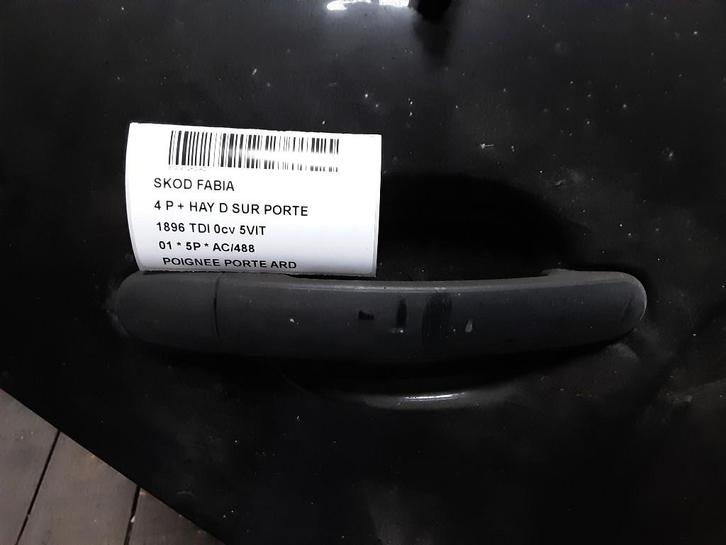 SKOD FABIA
4 P + HAY D SUR PORTE
1896 TDI 0cv 5VIT
01 * 5P * AC/488
POIGNEE PORTE ARD